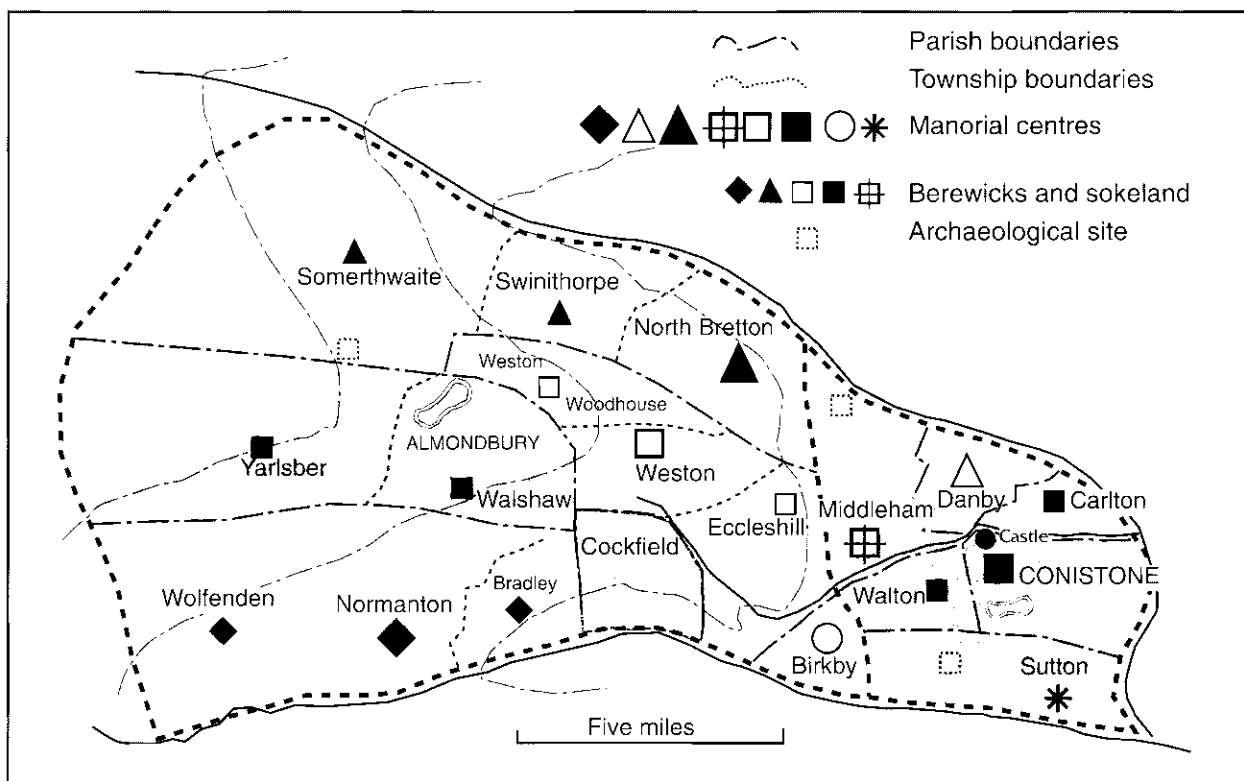 Parish boundaries
Township boundaries
Manorial centres
Berewicks and sokeland
Archaeological site
Somerthwaite
Swinithorpe
North Bretton
Weston
Woodhouse
ALMONDBURY
Weston
Yarlsber
Walshaw
Eccleshill
Middleham
Danby
Carlton
Castle
Cockfield
CONISTONE
Bradley
Walton
Wolfenden
Normanton
Birkby
Sutton
Five miles